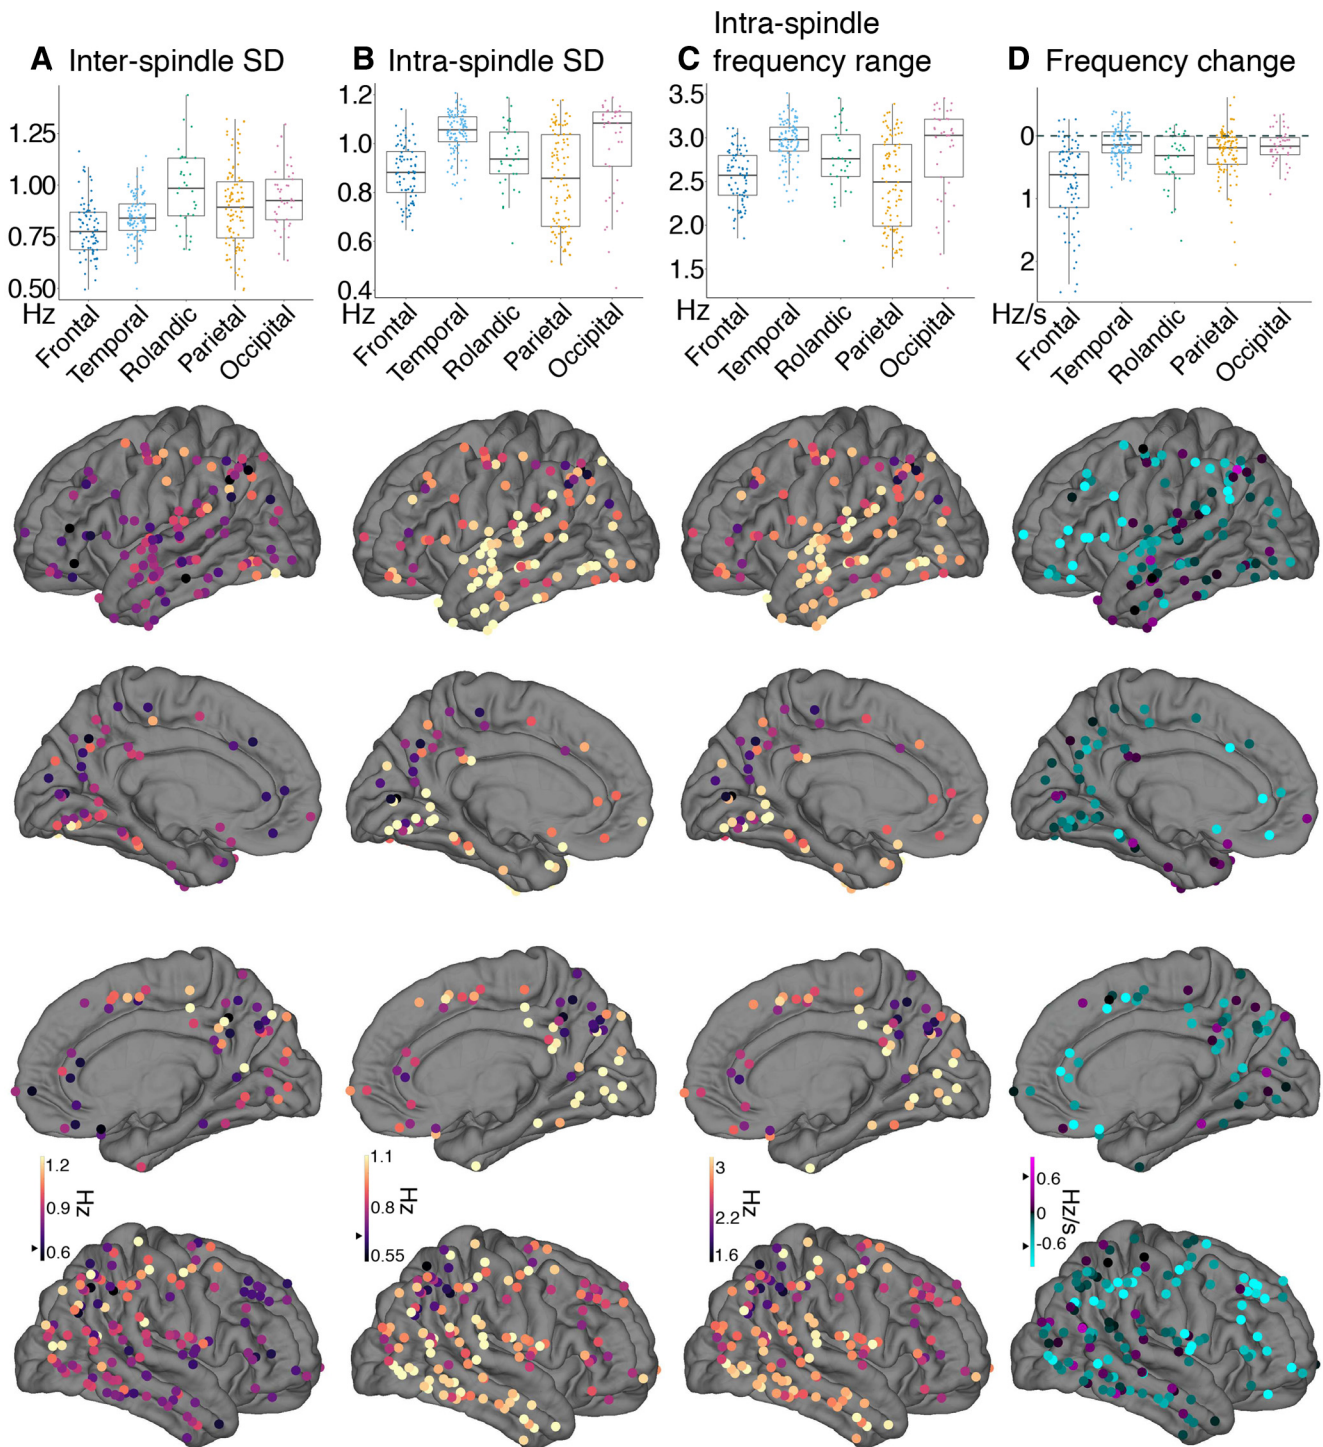 Intra-spindle
A Inter-spindle SD
B Intra-spindle SD
C frequency range
D Frequency change
1.25
1.00
0.75
0.50
Hz
Frontal
Temporal
Rolandic
Parietal
Occipital
1.2
1.0
0.8
0.6
0.4
Hz
Frontal
Temporal
Rolandic
Parietal
Occipital
3.5
3.0
2.5
2.0
1.5
Hz
Frontal
Temporal
Rolandic
Parietal
Occipital
0
1
2
Hz/s
Frontal
Temporal
Rolandic
Parietal
Occipital
1.2
0.9
0.6
Hz
1.1
0.8
0.55
Hz
3
2.2
1.6
Hz
0.6
0
-0.6
Hz/s